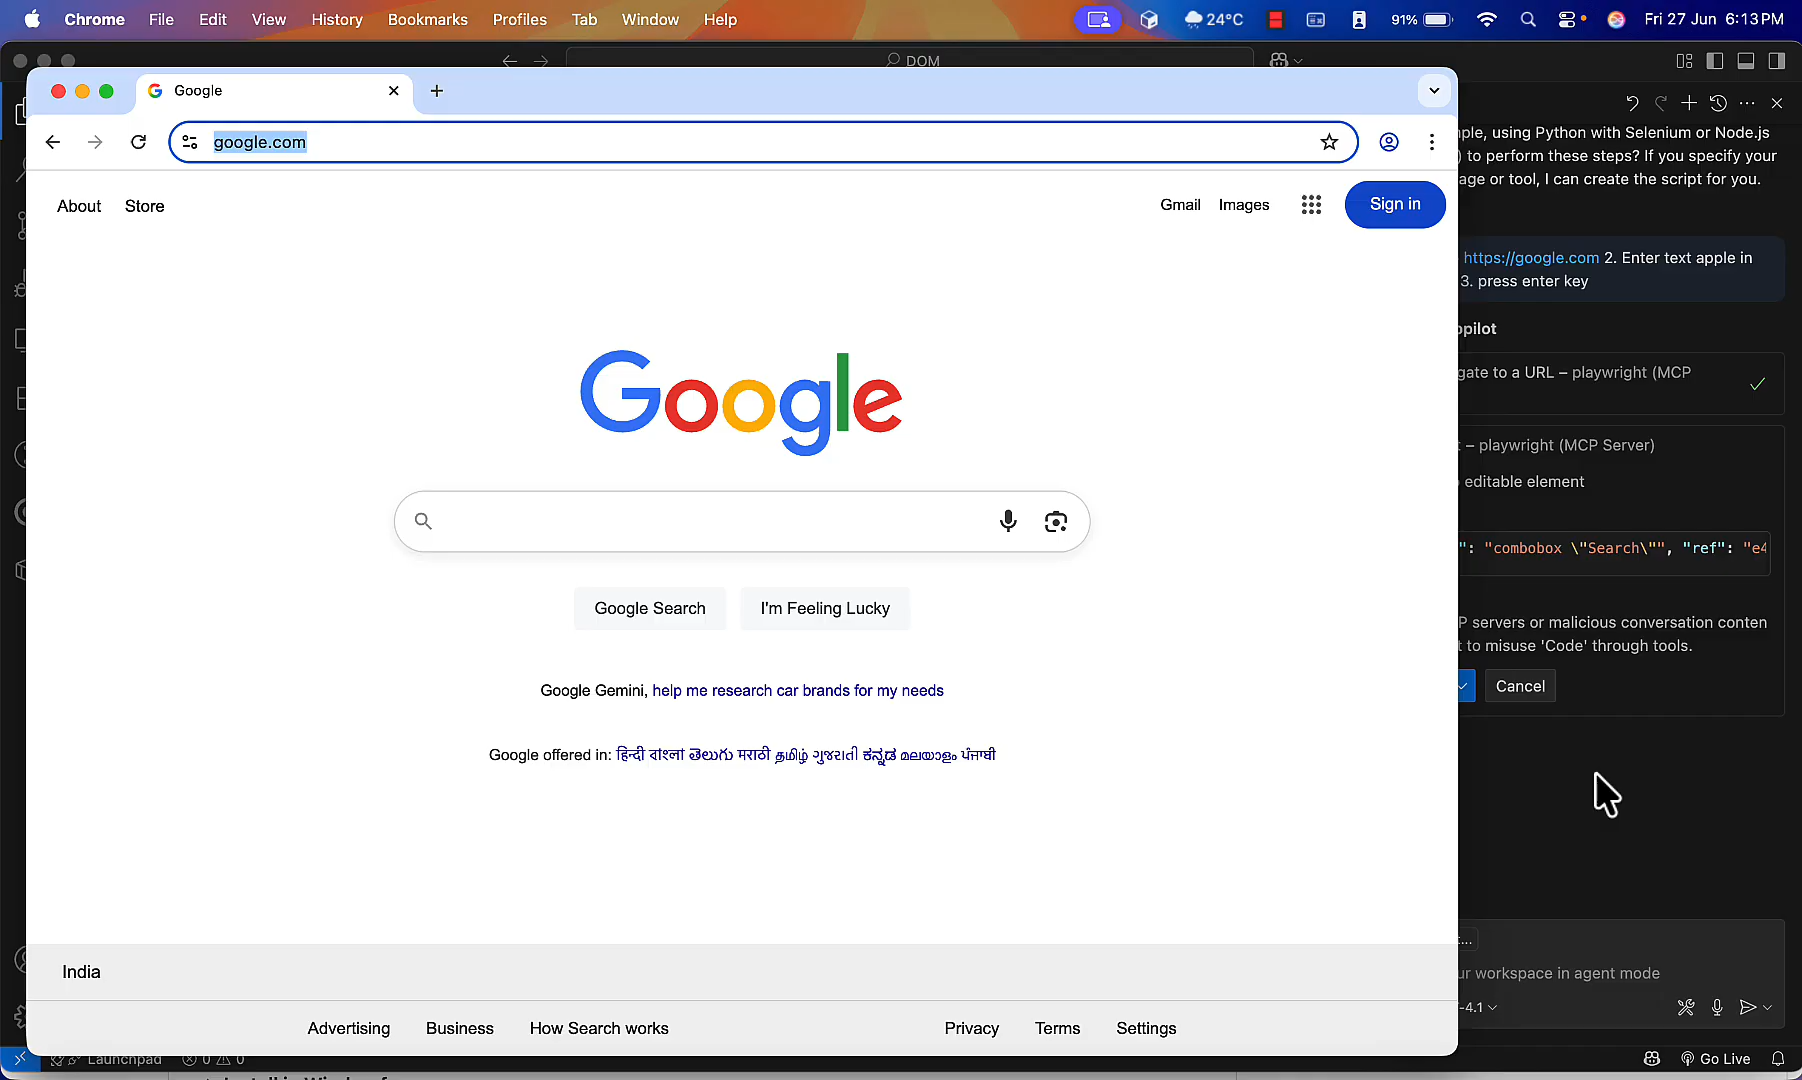 Chrome File Edit View History Bookmarks Profiles Tab Window Help
24°C 91% Fri 27 Jun 6:13 PM
DOM
Google
google.com
About Store
Gmail Images Sign in
Google
Google Search I'm Feeling Lucky
Google Gemini, help me research car brands for my needs
Google offered in: हिन्दी বাংলা తెలుగు मराठी தமிழ் ગુજરાતી ಕನ್ನಡ മലയാളം ਪੰਜਾਬੀ
India
Advertising Business How Search works
Privacy Terms Settings
ple, using Python with Selenium or Node.js
) to perform these steps? If you specify your
age or tool, I can create the script for you.
https://google.com 2. Enter text apple in
3. press enter key
pilot
gate to a URL – playwright (MCP
t – playwright (MCP Server)
editable element
": "combobox \"Search\"", "ref": "e4
P servers or malicious conversation conten
t to misuse 'Code' through tools.
Cancel
ur workspace in agent mode
-4.1
Launchpad 0 0
Go Live